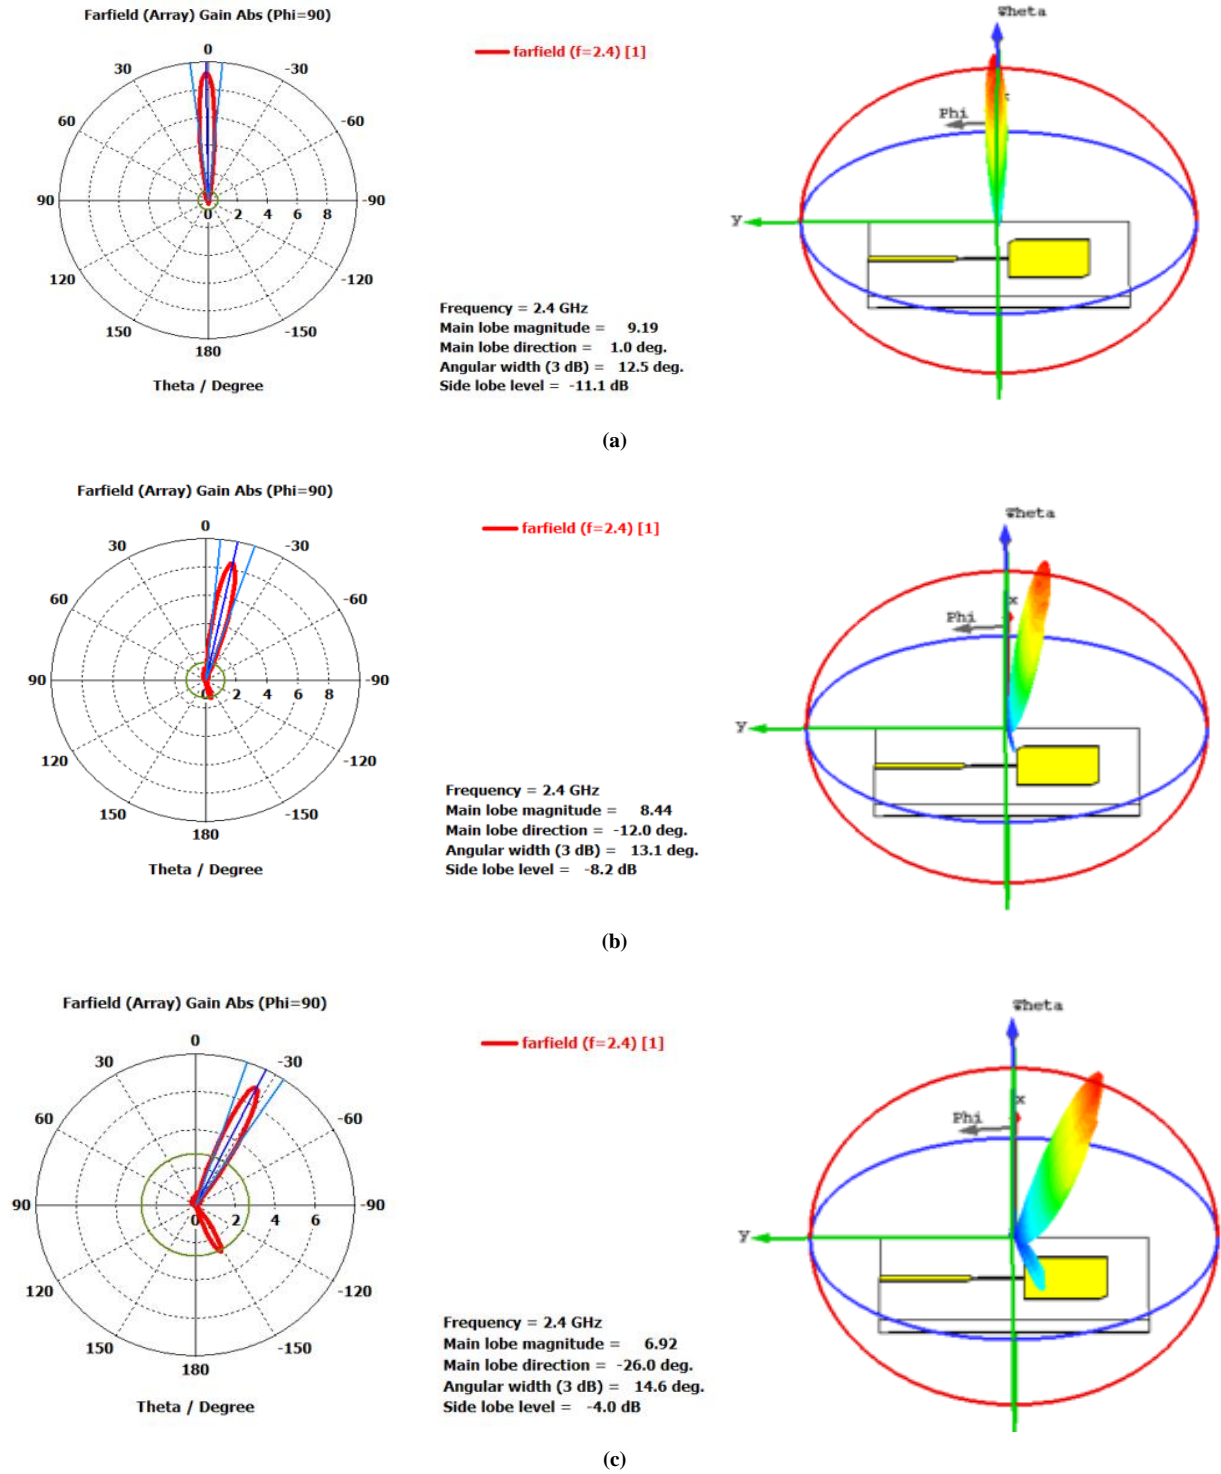 Farfield (Array) Gain Abs (Phi=90)
0
30
-30
60
-60
90
-90
0 2 4 6 8
120
-120
150
-150
180
Theta / Degree
farfield (f=2.4) [1]
Frequency = 2.4 GHz
Main lobe magnitude = 9.19
Main lobe direction = 1.0 deg.
Angular width (3 dB) = 12.5 deg.
Side lobe level = -11.1 dB
Theta
Phi
y
(a)
Farfield (Array) Gain Abs (Phi=90)
0
30
-30
60
-60
90
-90
0 2 4 6 8
120
-120
150
-150
180
Theta / Degree
farfield (f=2.4) [1]
Frequency = 2.4 GHz
Main lobe magnitude = 8.44
Main lobe direction = -12.0 deg.
Angular width (3 dB) = 13.1 deg.
Side lobe level = -8.2 dB
Theta
x
Phi
y
(b)
Farfield (Array) Gain Abs (Phi=90)
0
30
-30
60
-60
90
-90
0 2 4 6
120
-120
150
-150
180
Theta / Degree
farfield (f=2.4) [1]
Frequency = 2.4 GHz
Main lobe magnitude = 6.92
Main lobe direction = -26.0 deg.
Angular width (3 dB) = 14.6 deg.
Side lobe level = -4.0 dB
Theta
x
Phi
y
(c)